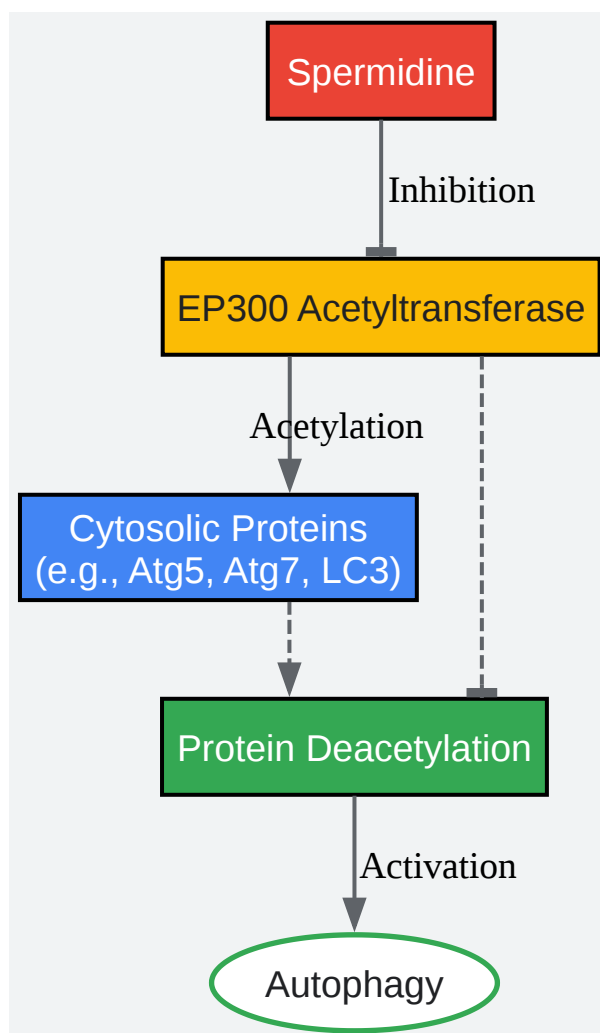 Spermidine
Inhibition
EP300 Acetyltransferase
Acetylation
Cytosolic Proteins
(e.g., Atg5, Atg7, LC3)
Protein Deacetylation
Activation
Autophagy